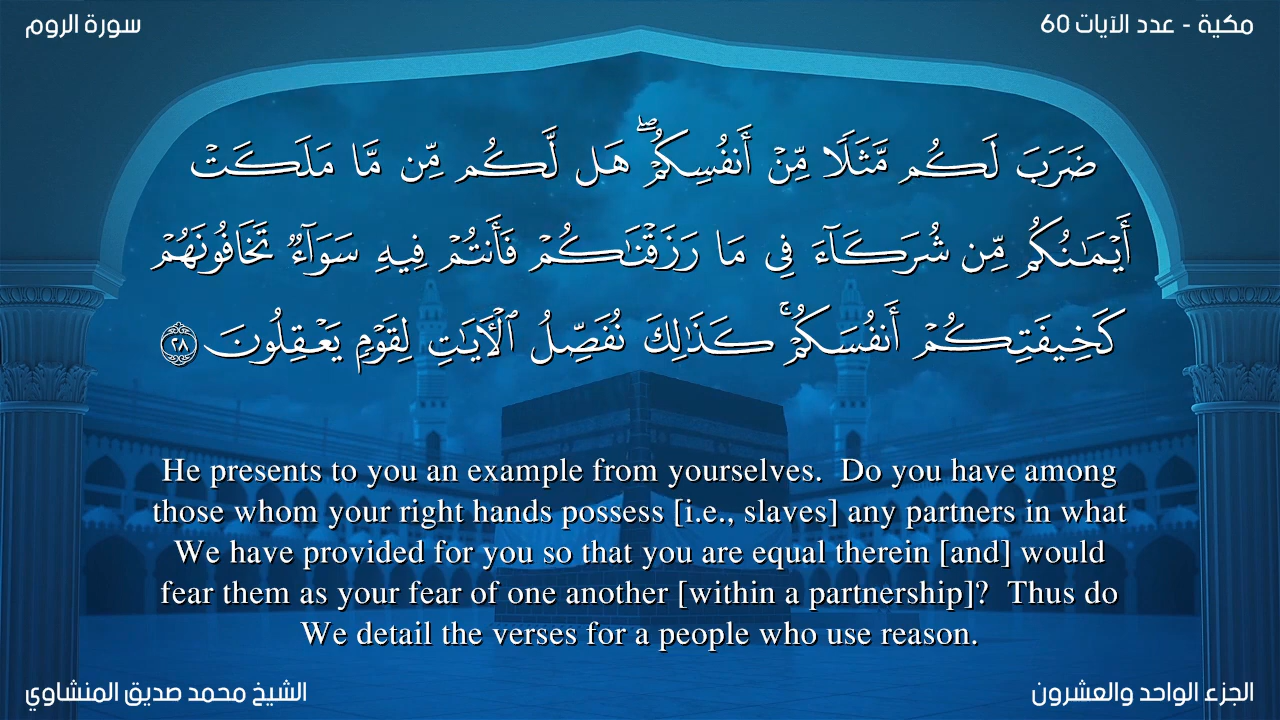 مكية - عدد الآيات 60
سورة الروم
ضَرَبَ لَكُم مَّثَلًا مِّنْ أَنفُسِكُمْ ۖ هَل لَّكُم مِّن مَّا مَلَكَتْ
أَيْمَـٰنُكُم مِّن شُرَكَآءَ فِى مَا رَزَقْنَـٰكُمْ فَأَنتُمْ فِيهِ سَوَآءٌ تَخَافُونَهُمْ
كَخِيفَتِكُمْ أَنفُسَكُمْ ۚ كَذَٰلِكَ نُفَصِّلُ ٱلْـَٔايَـٰتِ لِقَوْمٍ يَعْقِلُونَ ٢٨
He presents to you an example from yourselves. Do you have among
those whom your right hands possess [i.e., slaves] any partners in what
We have provided for you so that you are equal therein [and] would
fear them as your fear of one another [within a partnership]? Thus do
We detail the verses for a people who use reason.
الجزء الواحد والعشرون
الشيخ محمد صديق المنشاوي